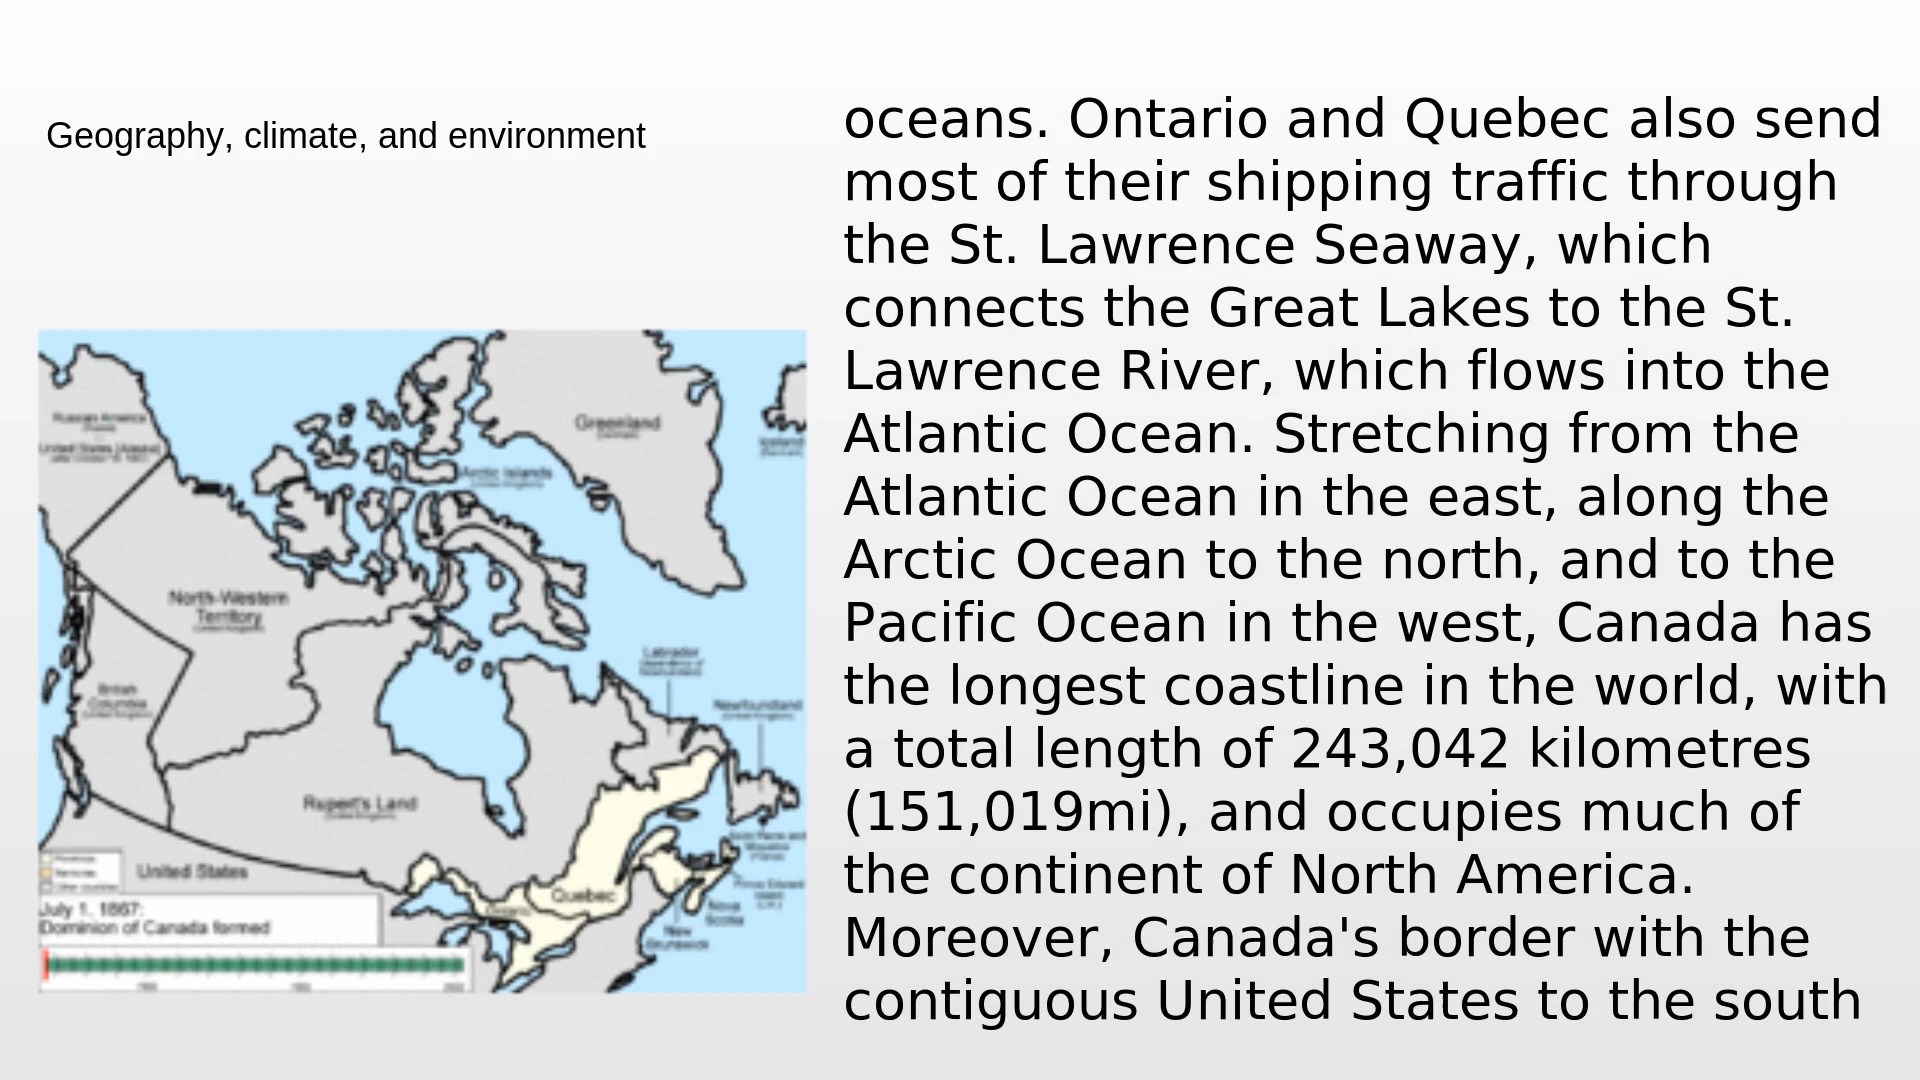 Geography, climate, and environment
oceans. Ontario and Quebec also send
most of their shipping traffic through
the St. Lawrence Seaway, which
connects the Great Lakes to the St.
Lawrence River, which flows into the
Atlantic Ocean. Stretching from the
Atlantic Ocean in the east, along the
Arctic Ocean to the north, and to the
Pacific Ocean in the west, Canada has
the longest coastline in the world, with
a total length of 243,042 kilometres
(151,019mi), and occupies much of
the continent of North America.
Moreover, Canada's border with the
contiguous United States to the south
Russian America
United States (Alaska)
Greenland
Iceland
Arctic Islands
North-Western
Territory
British
Columbia
Labrador
Newfoundland
Rupert's Land
United States
Quebec
Ontario
Nova
Scotia
New
Brunswick
July 1, 1867:
Dominion of Canada formed